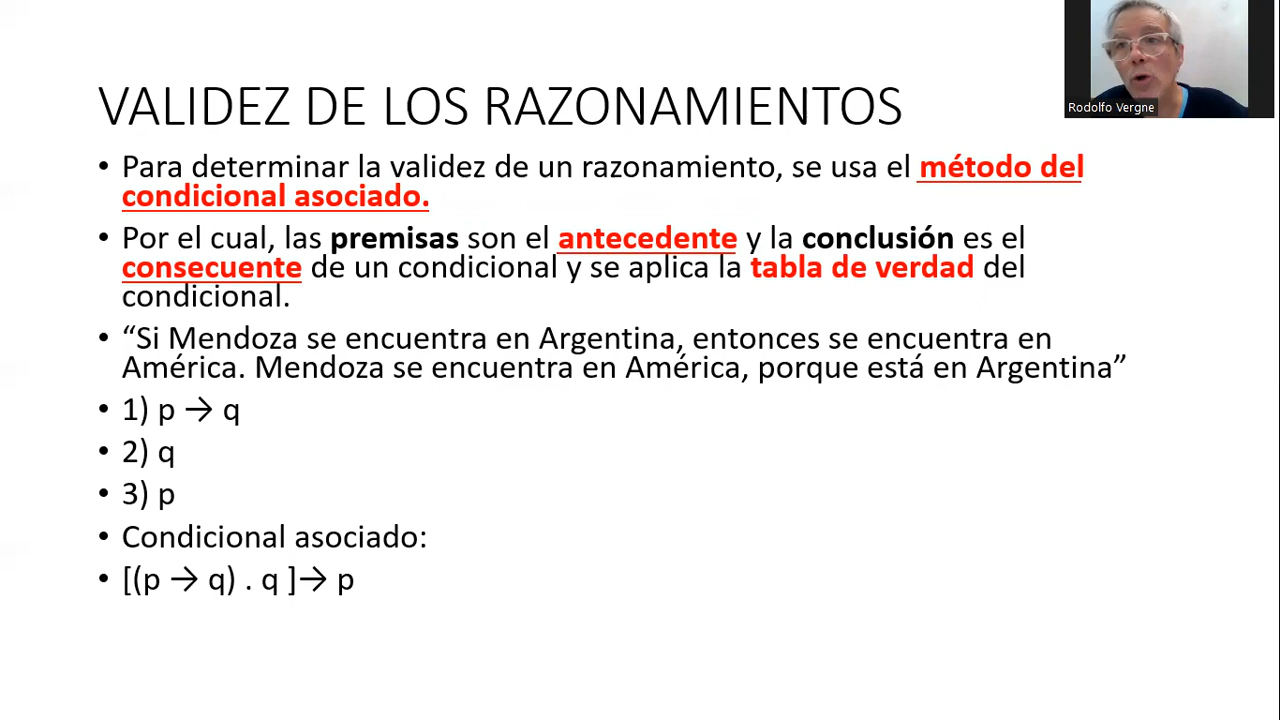 VALIDEZ DE LOS RAZONAMIENTOS
• Para determinar la validez de un razonamiento, se usa el método del
condicional asociado.
• Por el cual, las premisas son el antecedente y la conclusión es el
consecuente de un condicional y se aplica la tabla de verdad del
condicional.
• “Si Mendoza se encuentra en Argentina, entonces se encuentra en
América. Mendoza se encuentra en América, porque está en Argentina”
• 1) p → q
• 2) q
• 3) p
• Condicional asociado:
• [(p → q) . q ]→ p
Rodolfo Vergne